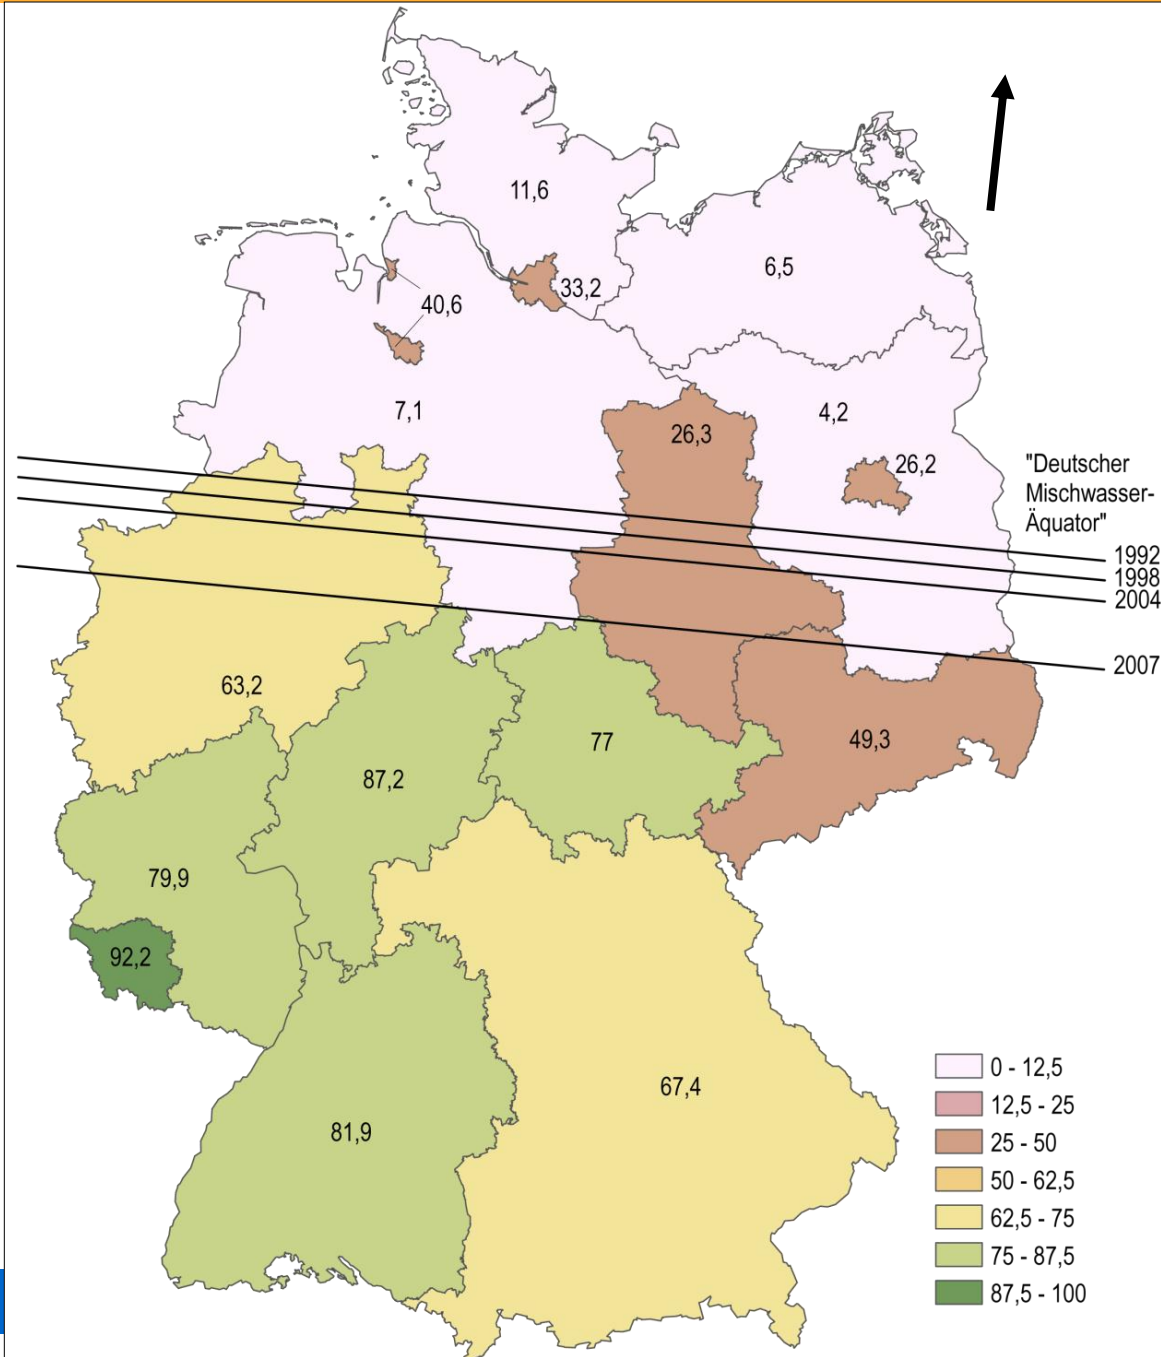 11,6
6,5
33,2
40,6
7,1
4,2
26,3
26,2
"Deutscher
Mischwasser-
Äquator"
1992
1998
2004
2007
63,2
77
49,3
87,2
79,9
92,2
67,4
81,9
0 - 12,5
12,5 - 25
25 - 50
50 - 62,5
62,5 - 75
75 - 87,5
87,5 - 100